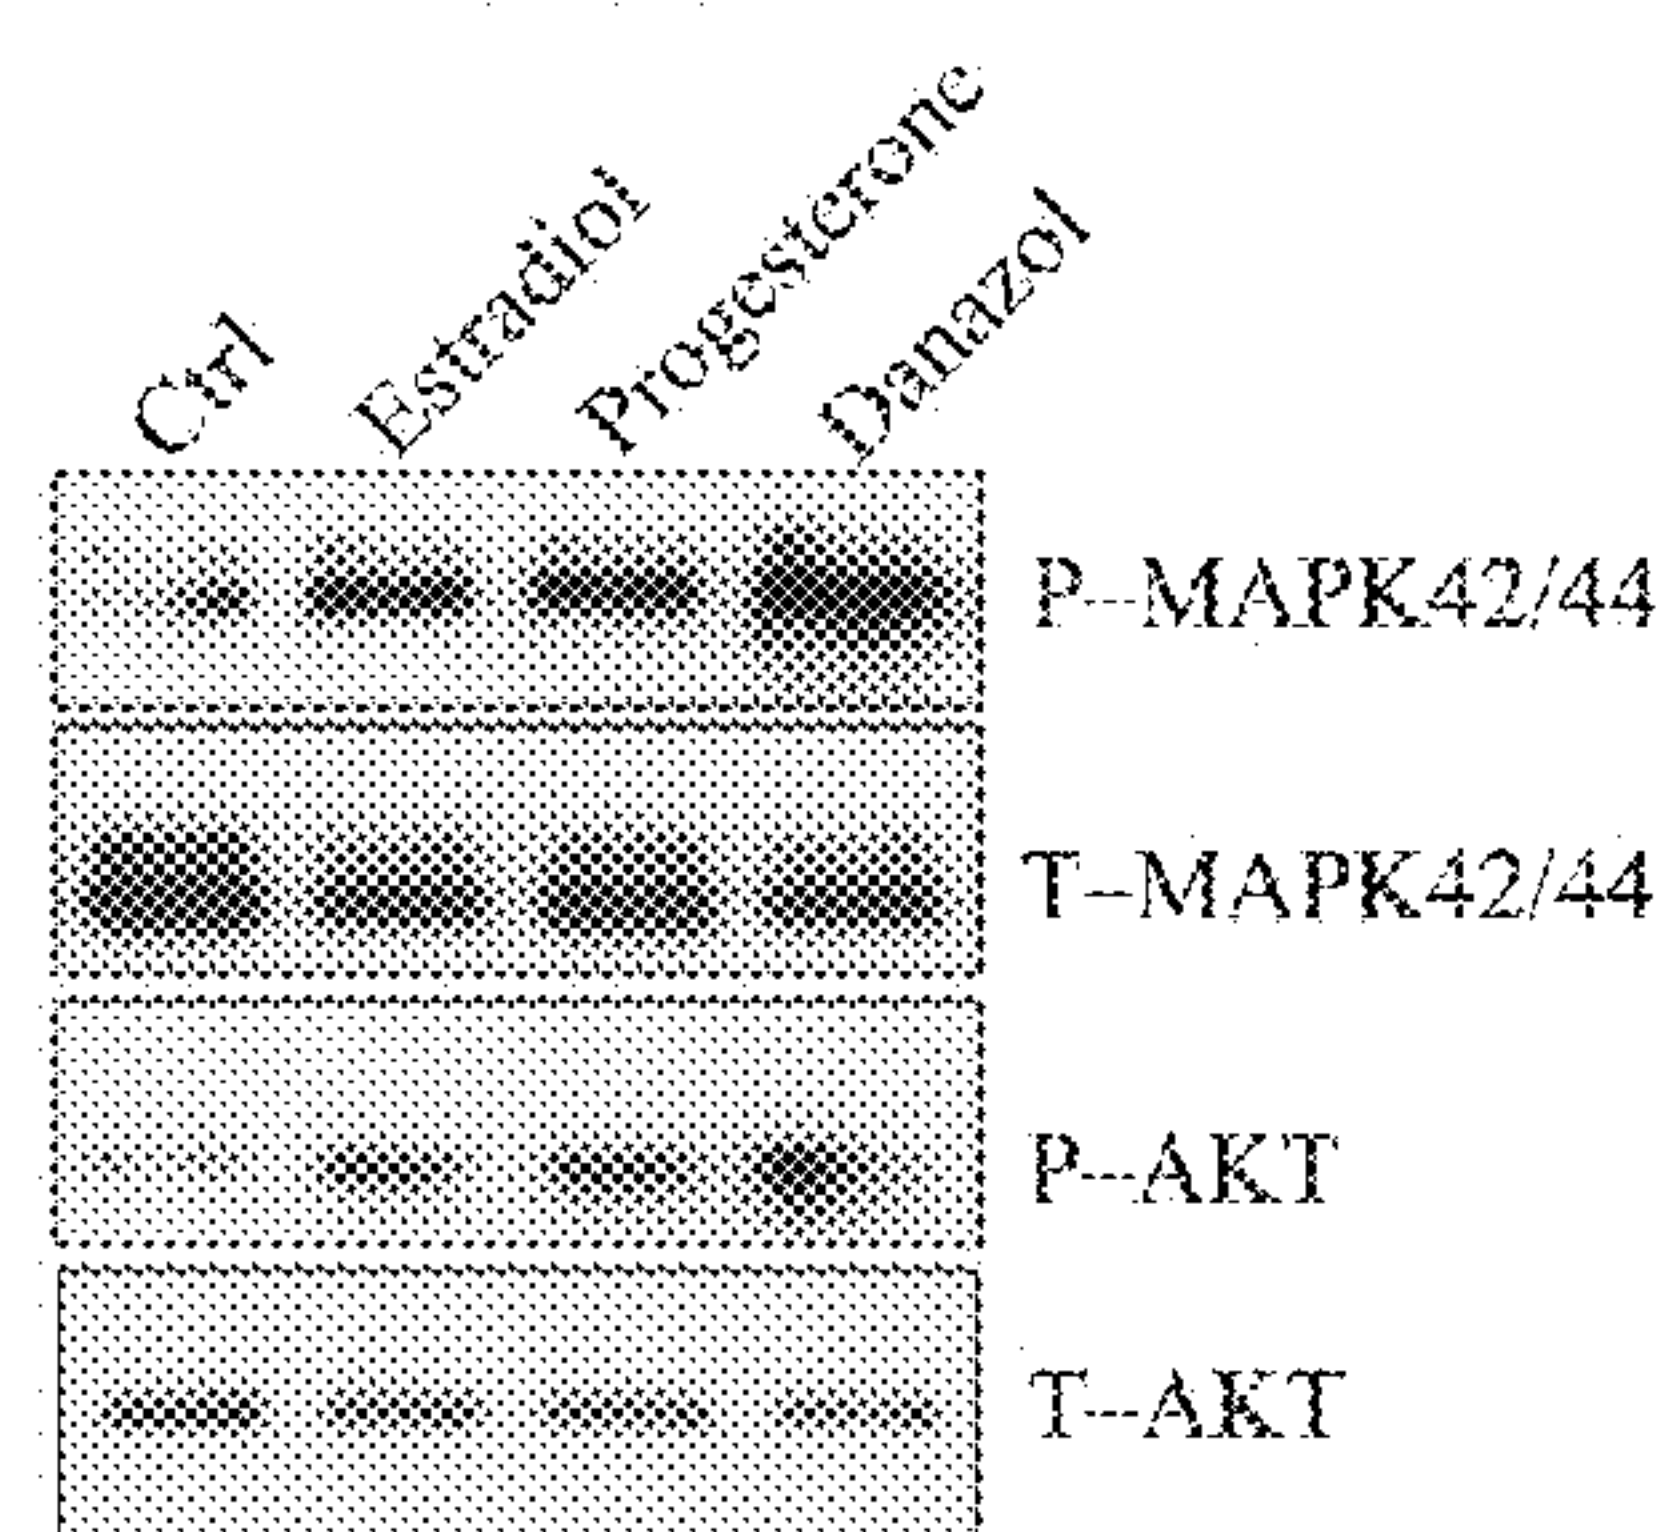 Ctrl
Estradiol
Progesterone
Danazol
P--MAPK42/44
T--MAPK42/44
P--AKT
T--AKT